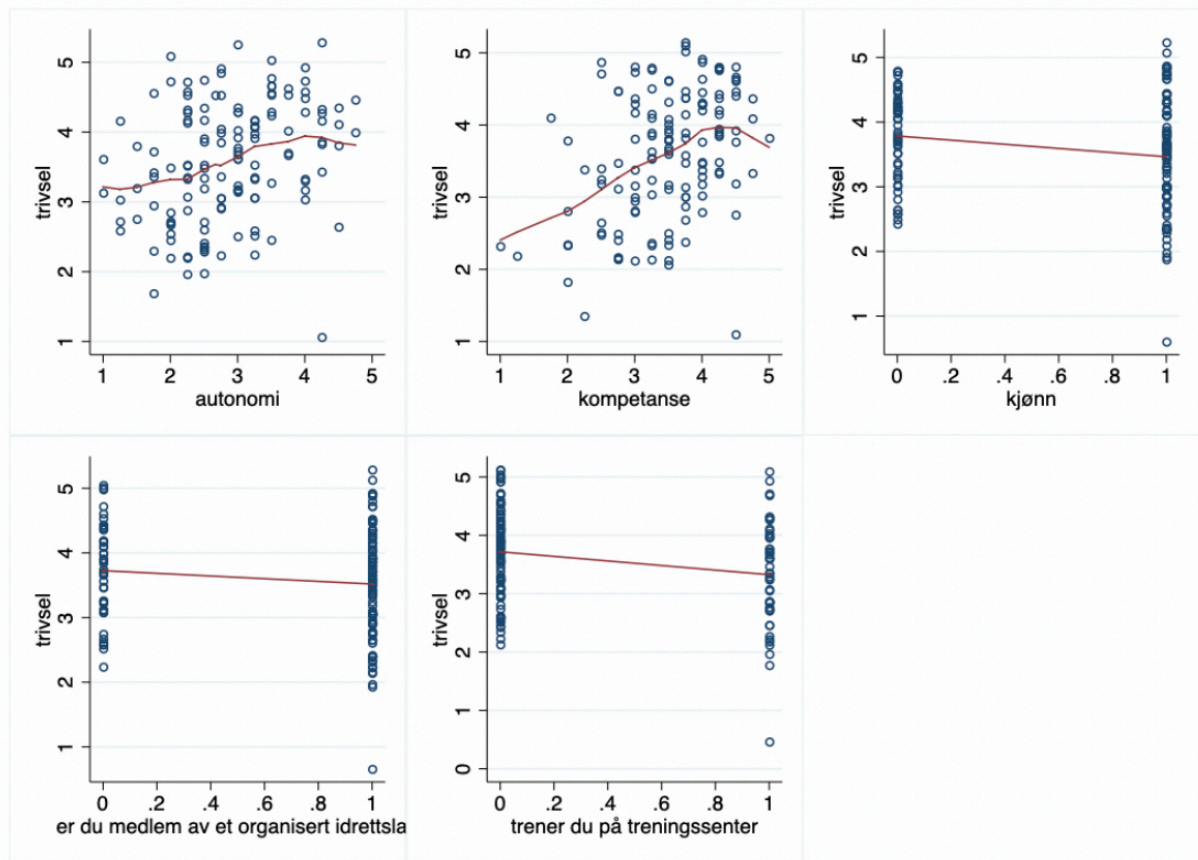 trivsel
5
4
3
2
1
1 2 3 4 5
autonomi
trivsel
5
4
3
2
1
1 2 3 4 5
kompetanse
trivsel
5
4
3
2
1
0 .2 .4 .6 .8 1
kjønn
trivsel
5
4
3
2
1
0 .2 .4 .6 .8 1
er du medlem av et organisert idrettsla
trivsel
5
4
3
2
1
0
0 .2 .4 .6 .8 1
trener du på treningssenter